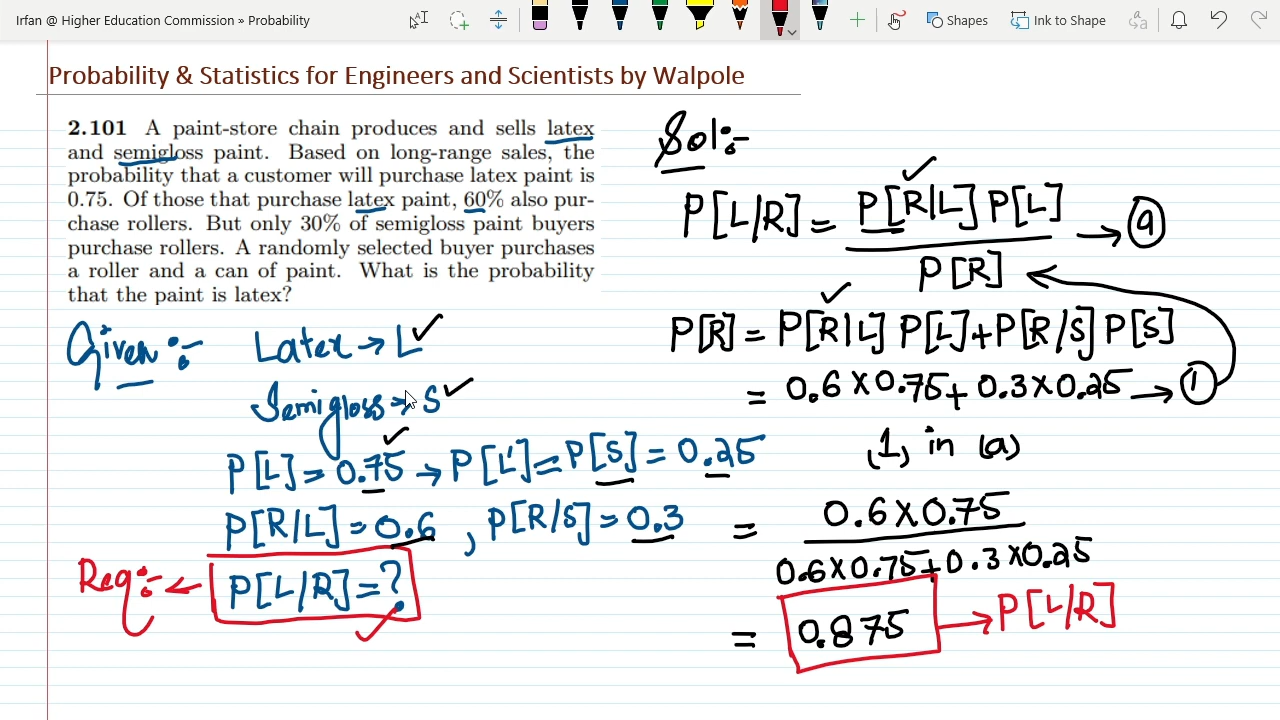 Irfan @ Higher Education Commission » Probability
Shapes
Ink to Shape
Probability & Statistics for Engineers and Scientists by Walpole
2.101 A paint-store chain produces and sells latex
and semigloss paint. Based on long-range sales, the
probability that a customer will purchase latex paint is
0.75. Of those that purchase latex paint, 60% also pur-
chase rollers. But only 30% of semigloss paint buyers
purchase rollers. A randomly selected buyer purchases
a roller and a can of paint. What is the probability
that the paint is latex?
Given:-
Latex → L ✓
Semigloss → S ✓
P[L] = 0.75 → P[L'] = P[S] = 0.25
P[R/L] = 0.6 , P[R/S] = 0.3
Req:- ← P[L/R] = ?
Sol:-
P[L/R] = P[R|L] P[L] → (a)
P[R]
P[R] = P[R|L] P[L] + P[R/S] P[S]
= 0.6 × 0.75 + 0.3 × 0.25 → (1)
(1) in (a)
= 0.6 × 0.75
0.6 × 0.75 + 0.3 × 0.25
= 0.875 → P[L/R]